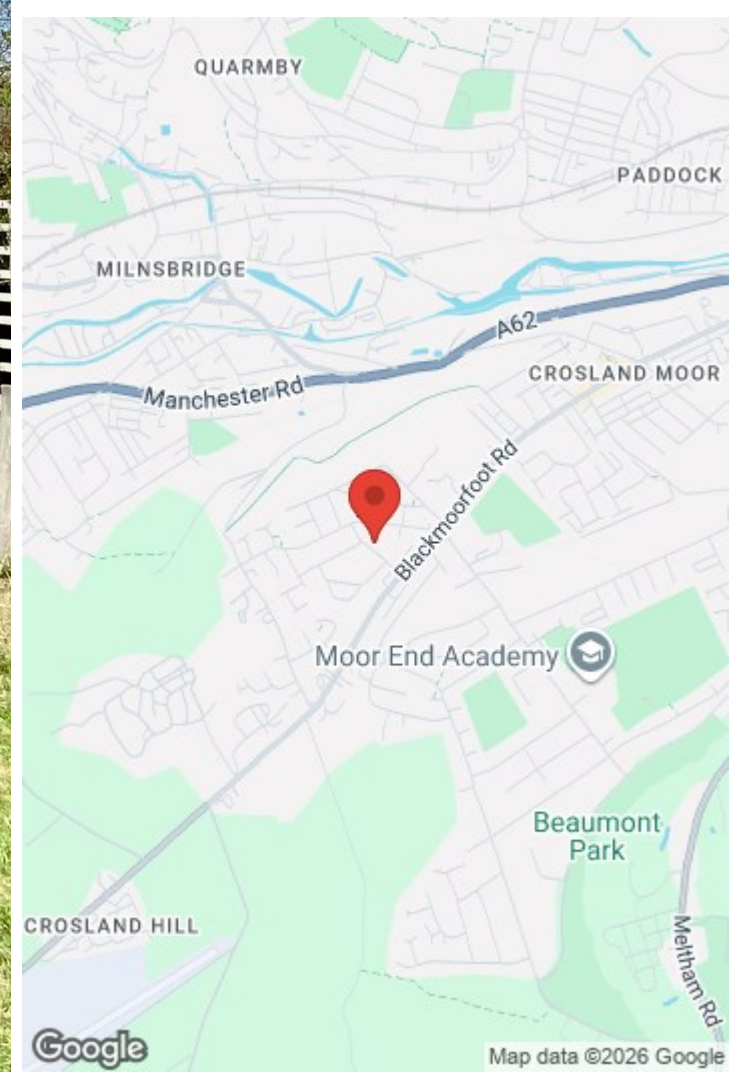 QUARMBY
PADDOCK
MILNSBRIDGE
A62
CROSLAND MOOR
Manchester Rd
Blackmoorfoot Rd
Moor End Academy
Beaumont
Park
CROSLAND HILL
Meltham Rd
Google
Map data ©2026 Google